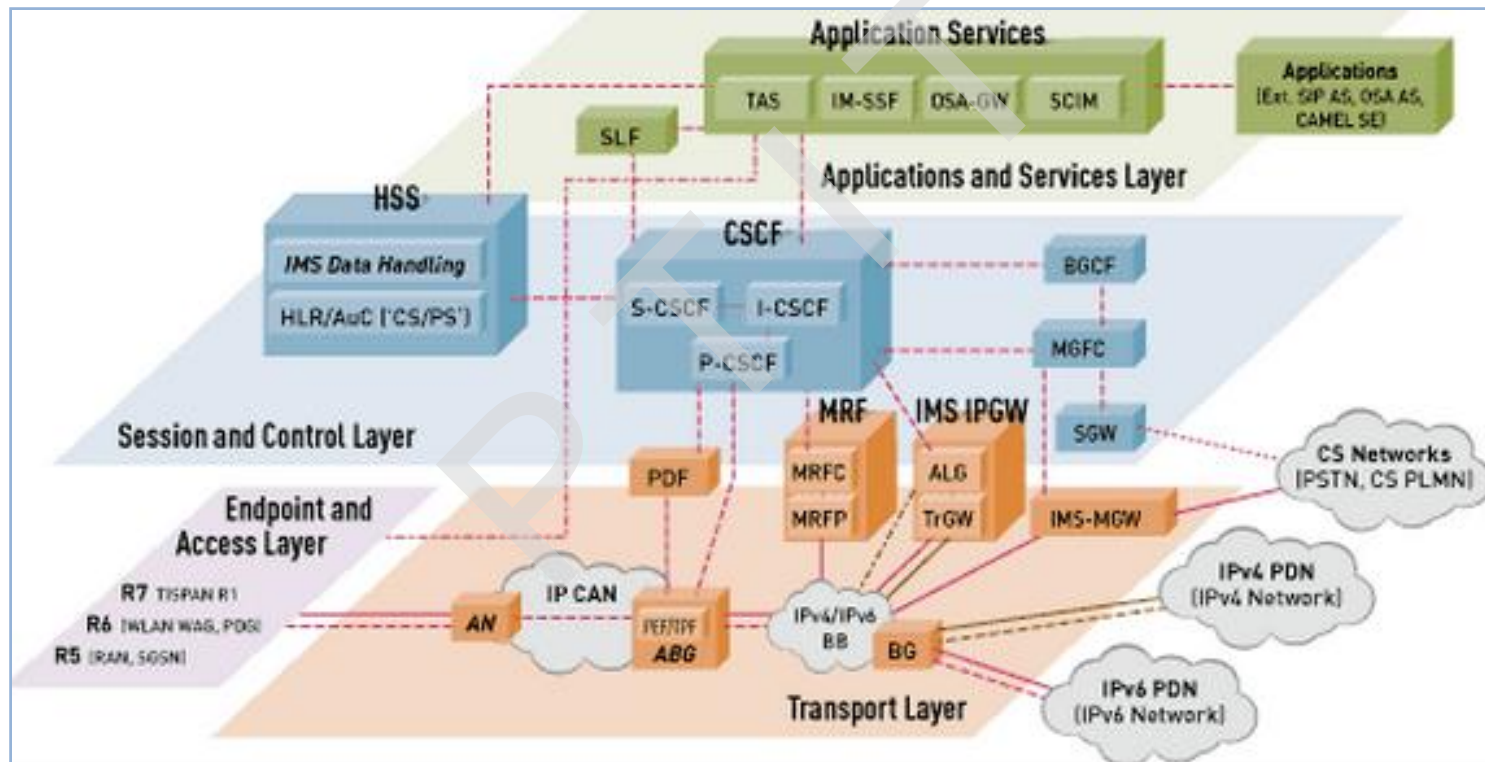 Application Services
TAS
IM-SSF
OSA-GW
SCIM
Applications
(Ext. SIP AS, OSA AS,
CAMEL SE)
SLF
Applications and Services Layer
HSS
IMS Data Handling
HLR/AuC ('CS/PS')
CSCF
S-CSCF
I-CSCF
P-CSCF
BGCF
MGFC
SGW
Session and Control Layer
MRF
MRFC
MRFP
IMS IPGW
ALG
TrGW
PDF
IMS-MGW
CS Networks
(PSTN, CS PLMN)
Endpoint and
Access Layer
R7 TISPAN R1
R6 (WLAN WAG, PDG)
R5 (RAN, SGSN)
AN
IP CAN
ABG
IPv4/IPv6
BB
BG
IPv4 PDN
(IPv4 Network)
IPv6 PDN
(IPv6 Network)
Transport Layer